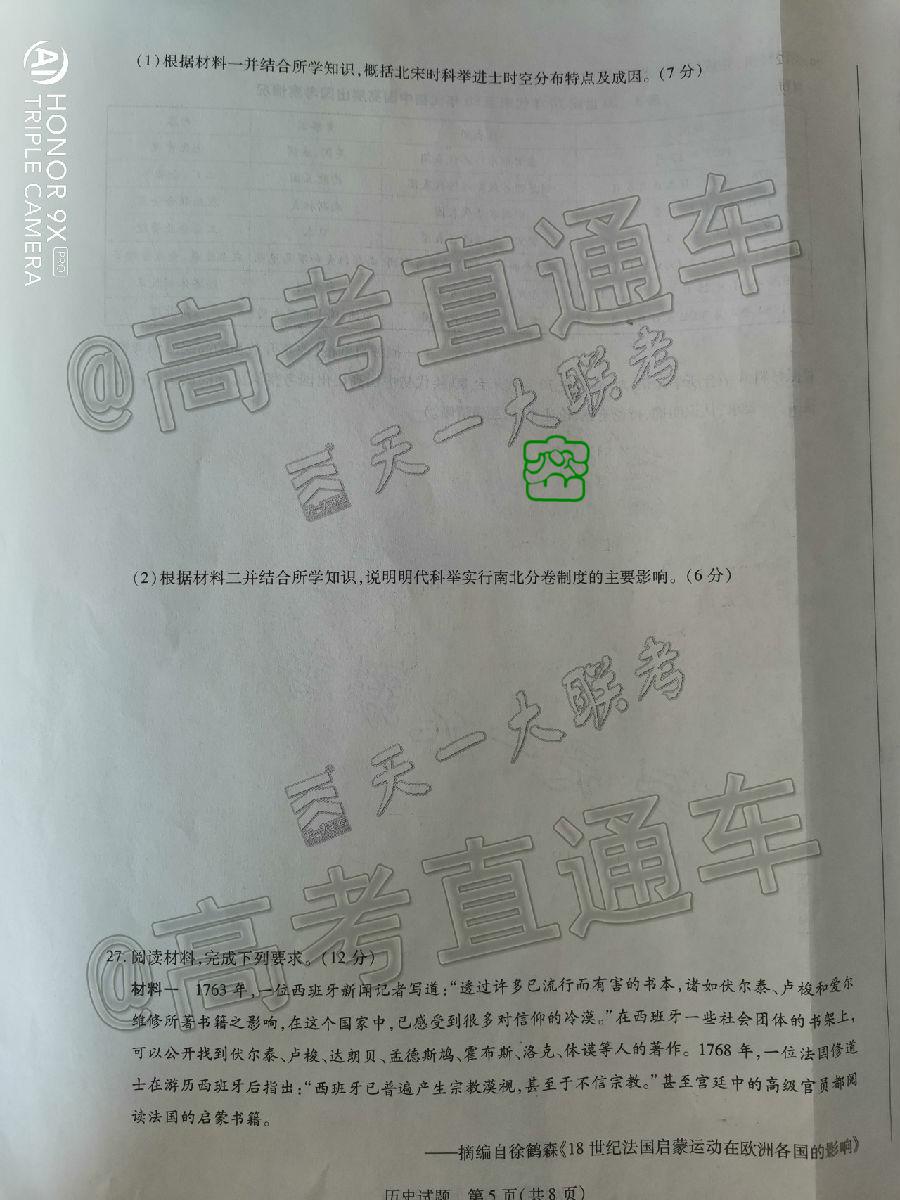 (1)根据材料一并结合所学知识,概括北宋时科举进士时空分布特点及成因。(7分)
@高考直通车
天一大联考
密
(2)根据材料二并结合所学知识,说明明代科举实行南北分卷制度的主要影响。(6分)
天一大联考
@高考直通车
27.阅读材料,完成下列要求。(12分)
材料一 1763年,一位西班牙新闻记者写道:“透过许多已流行而有害的书本,诸如伏尔泰、卢梭和爱尔
维修所著书籍之影响,在这个国家中,已感受到很多对信仰的冷漠。”在西班牙一些社会团体的书架上,
可以公开找到伏尔泰、卢梭、达朗贝、孟德斯鸠、霍布斯、洛克、休谟等人的著作。1768年,一位法国修道
士在游历西班牙后指出:“西班牙已普遍产生宗教漠视,甚至于不信宗教。”甚至宫廷中的高级官员都阅
读法国的启蒙书籍。
——摘编自徐鹤森《18世纪法国启蒙运动在欧洲各国的影响》
历史试题 第5页(共8页)
AI HONOR 9X PRO
TRIPLE CAMERA